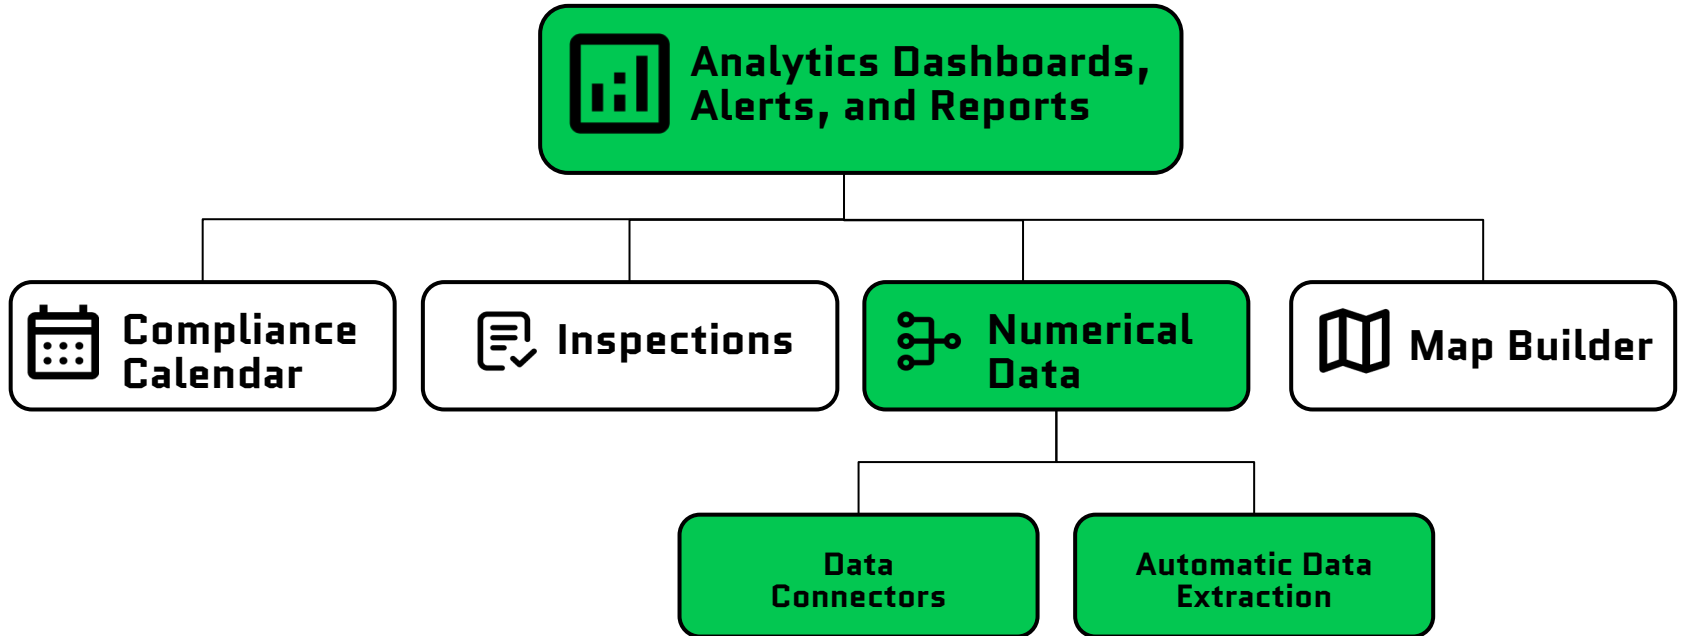 Analytics Dashboards,
Alerts, and Reports
Compliance
Calendar
Inspections
Numerical
Data
Map Builder
Data
Connectors
Automatic Data
Extraction